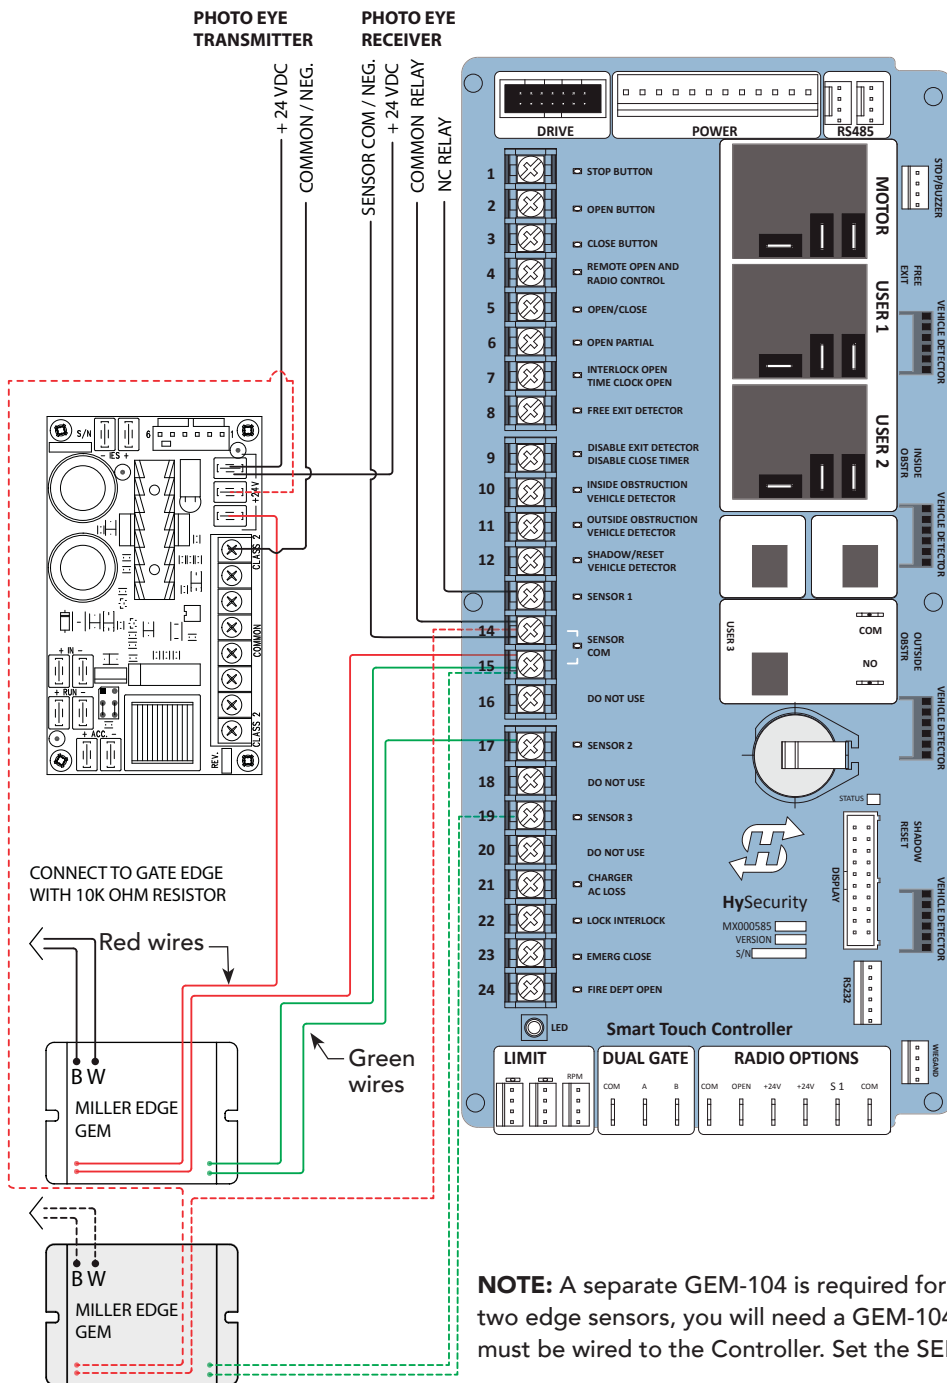 PHOTO EYE
TRANSMITTER
PHOTO EYE
RECEIVER
+ 24 VDC
COMMON / NEG.
SENSOR COM / NEG.
+ 24 VDC
COMMON RELAY
NC RELAY
DRIVE
POWER
RS485
1 STOP BUTTON
2 OPEN BUTTON
3 CLOSE BUTTON
4 REMOTE OPEN AND
RADIO CONTROL
5 OPEN/CLOSE
6 OPEN PARTIAL
7 INTERLOCK OPEN
TIME CLOCK OPEN
8 FREE EXIT DETECTOR
9 DISABLE EXIT DETECTOR
DISABLE CLOSE TIMER
10 INSIDE OBSTRUCTION
VEHICLE DETECTOR
11 OUTSIDE OBSTRUCTION
VEHICLE DETECTOR
12 SHADOW/RESET
VEHICLE DETECTOR
SENSOR 1
14 SENSOR
COM
15
16 DO NOT USE
17 SENSOR 2
18 DO NOT USE
19 SENSOR 3
20 DO NOT USE
21 CHARGER
AC LOSS
22 LOCK INTERLOCK
23 EMERG CLOSE
24 FIRE DEPT OPEN
LED
Smart Touch Controller
MOTOR
USER 1
USER 2
USER 3
COM
NO
STOP/BUZZER
FREE
EXIT
VEHICLE DETECTOR
INSIDE
OBSTR
VEHICLE DETECTOR
OUTSIDE
OBSTR
VEHICLE DETECTOR
STATUS
SHADOW
RESET
VEHICLE DETECTOR
DISPLAY
HySecurity
MX000585
VERSION
S/N
RS232
WIEGAND
LIMIT
RPM
DUAL GATE
COM A B
RADIO OPTIONS
COM OPEN +24V +24V S 1 COM
S/N
- IES +
6 1
+24V
CLASS 2
COMMON
CLASS 2
+ IN -
+ RUN -
+ ACC. -
REV.
CONNECT TO GATE EDGE
WITH 10K OHM RESISTOR
Red wires
Green
wires
B W
MILLER EDGE
GEM
B W
MILLER EDGE
GEM
NOTE: A separate GEM-104 is required for
two edge sensors, you will need a GEM-104
must be wired to the Controller. Set the SE